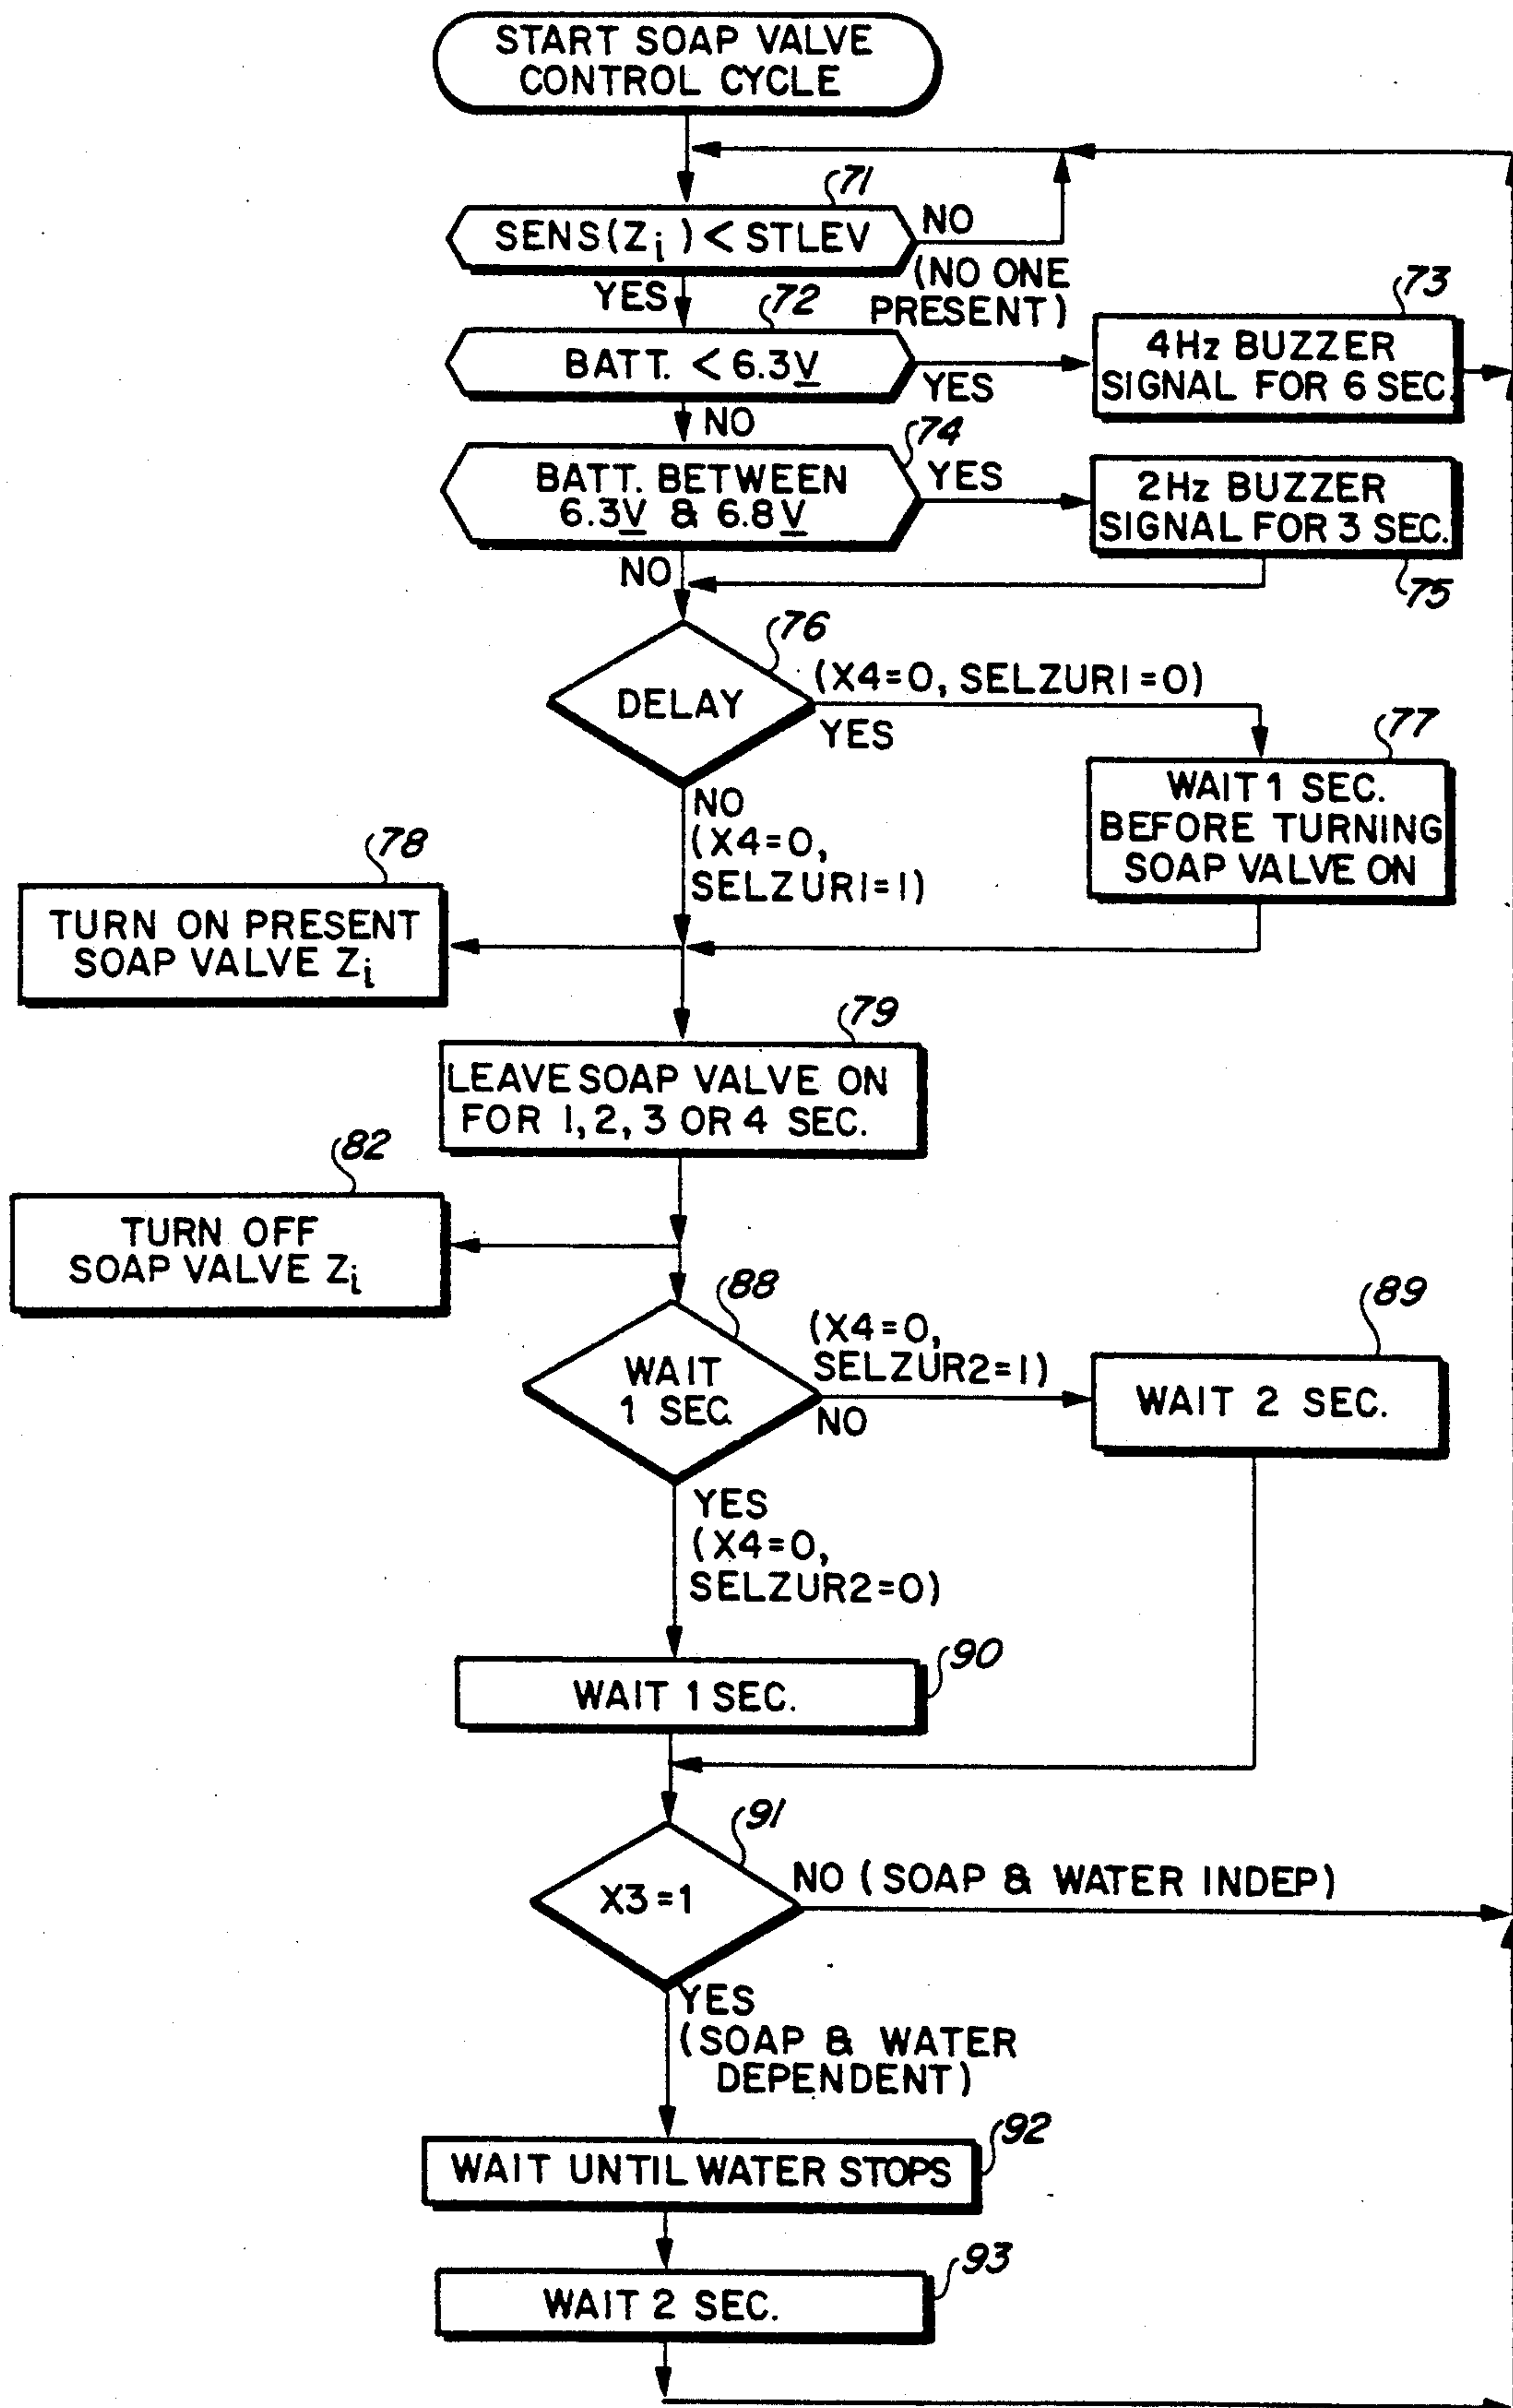 START SOAP VALVE
CONTROL CYCLE
71
SENS(Zi) < STLEV
NO
(NO ONE
PRESENT)
YES
72
73
BATT. < 6.3V
YES
4Hz BUZZER
SIGNAL FOR 6 SEC.
NO
74
BATT. BETWEEN
6.3V & 6.8V
YES
2Hz BUZZER
SIGNAL FOR 3 SEC.
75
NO
76
DELAY
(X4=0, SELZUR1=0)
YES
77
WAIT 1 SEC.
BEFORE TURNING
SOAP VALVE ON
NO
(X4=0,
SELZUR1=1)
78
TURN ON PRESENT
SOAP VALVE Zi
79
LEAVE SOAP VALVE ON
FOR 1, 2, 3 OR 4 SEC.
82
TURN OFF
SOAP VALVE Zi
88
WAIT
1 SEC.
(X4=0,
SELZUR2=1)
NO
89
WAIT 2 SEC.
YES
(X4=0,
SELZUR2=0)
90
WAIT 1 SEC.
91
X3=1
NO (SOAP & WATER INDEP)
YES
(SOAP & WATER
DEPENDENT)
92
WAIT UNTIL WATER STOPS
93
WAIT 2 SEC.